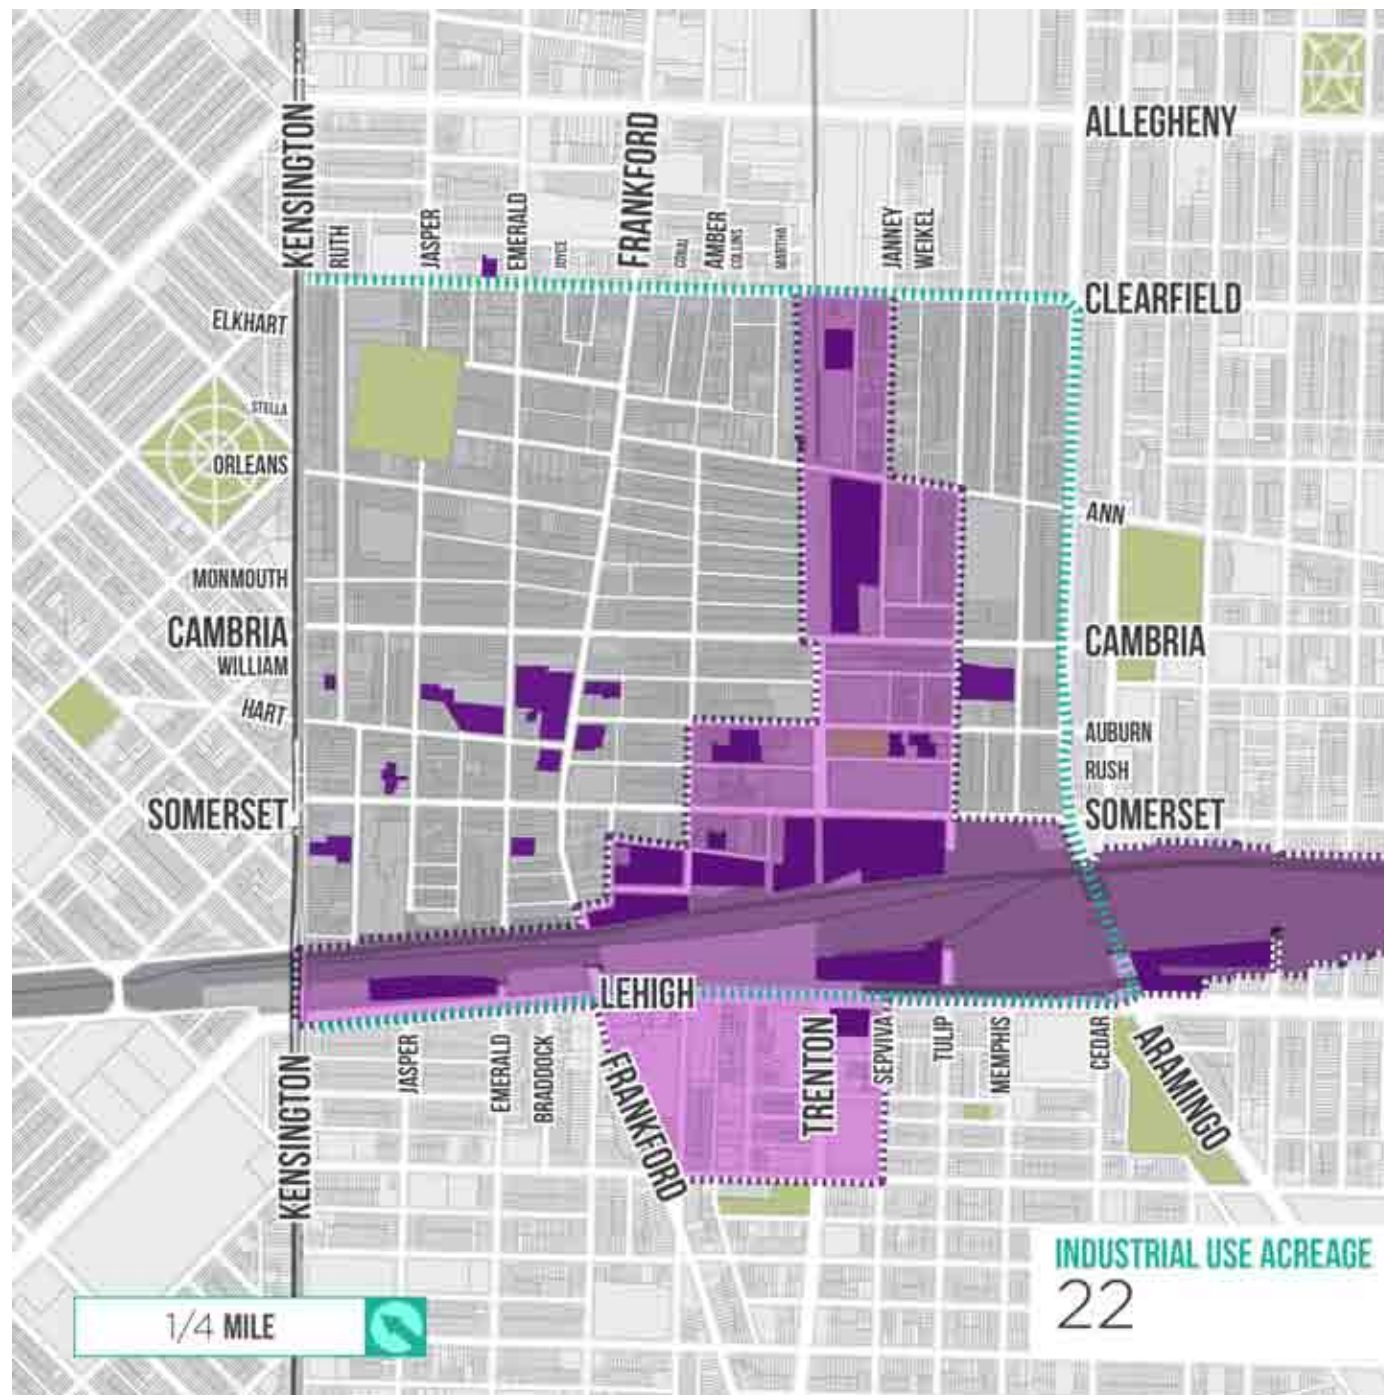 ALLEGHENY
KENSINGTON
RUTH
JASPER
EMERALD
JOYCE
FRANKFORD
CORAL
AMBER
COLLINS
MARTHA
JANNEY
WEIKEL
CLEARFIELD
ELKHART
STELLA
ORLEANS
ANN
MONMOUTH
CAMBRIA
CAMBRIA
WILLIAM
HART
AUBURN
RUSH
SOMERSET
SOMERSET
LEHIGH
KENSINGTON
JASPER
EMERALD
BRADDOCK
FRANKFORD
TRENTON
SEPVIVA
TULIP
MEMPHIS
CEDAR
ARAMINGO
INDUSTRIAL USE ACREAGE
22
1/4 MILE